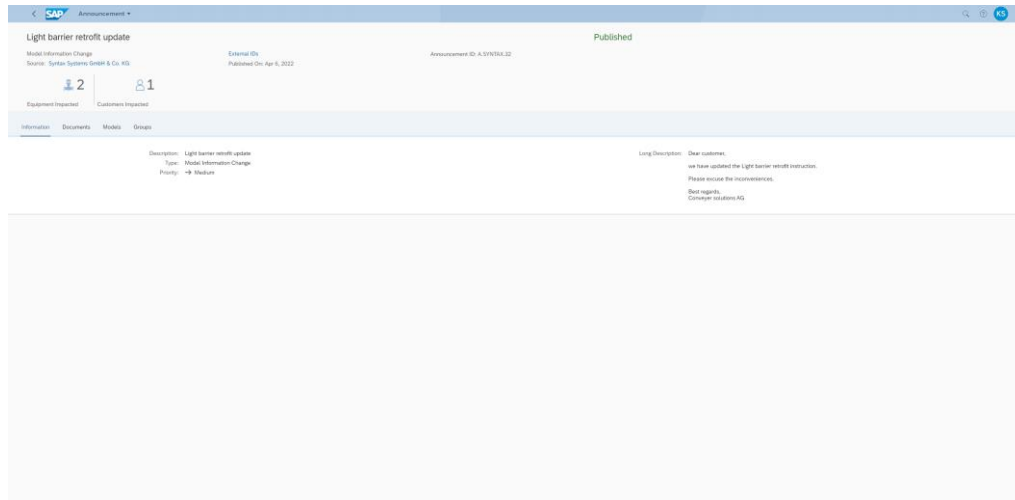 SAP Announcement KS
Light barrier retrofit update
Published
Model Information Change
External IDs
Announcement ID: A.SYNTAX.22
Source: Syntax Systems GmbH & Co. KG
Published On: Apr 6, 2022
2
1
Equipment Impacted
Customers Impacted
Information Documents Models Groups
Description: Light barrier retrofit update
Type: Model Information Change
Priority: Medium
Long Description: Dear customer,
we have updated the Light barrier retrofit instruction.
Please excuse the inconveniences.
Best regards,
Conveyer solutions AG